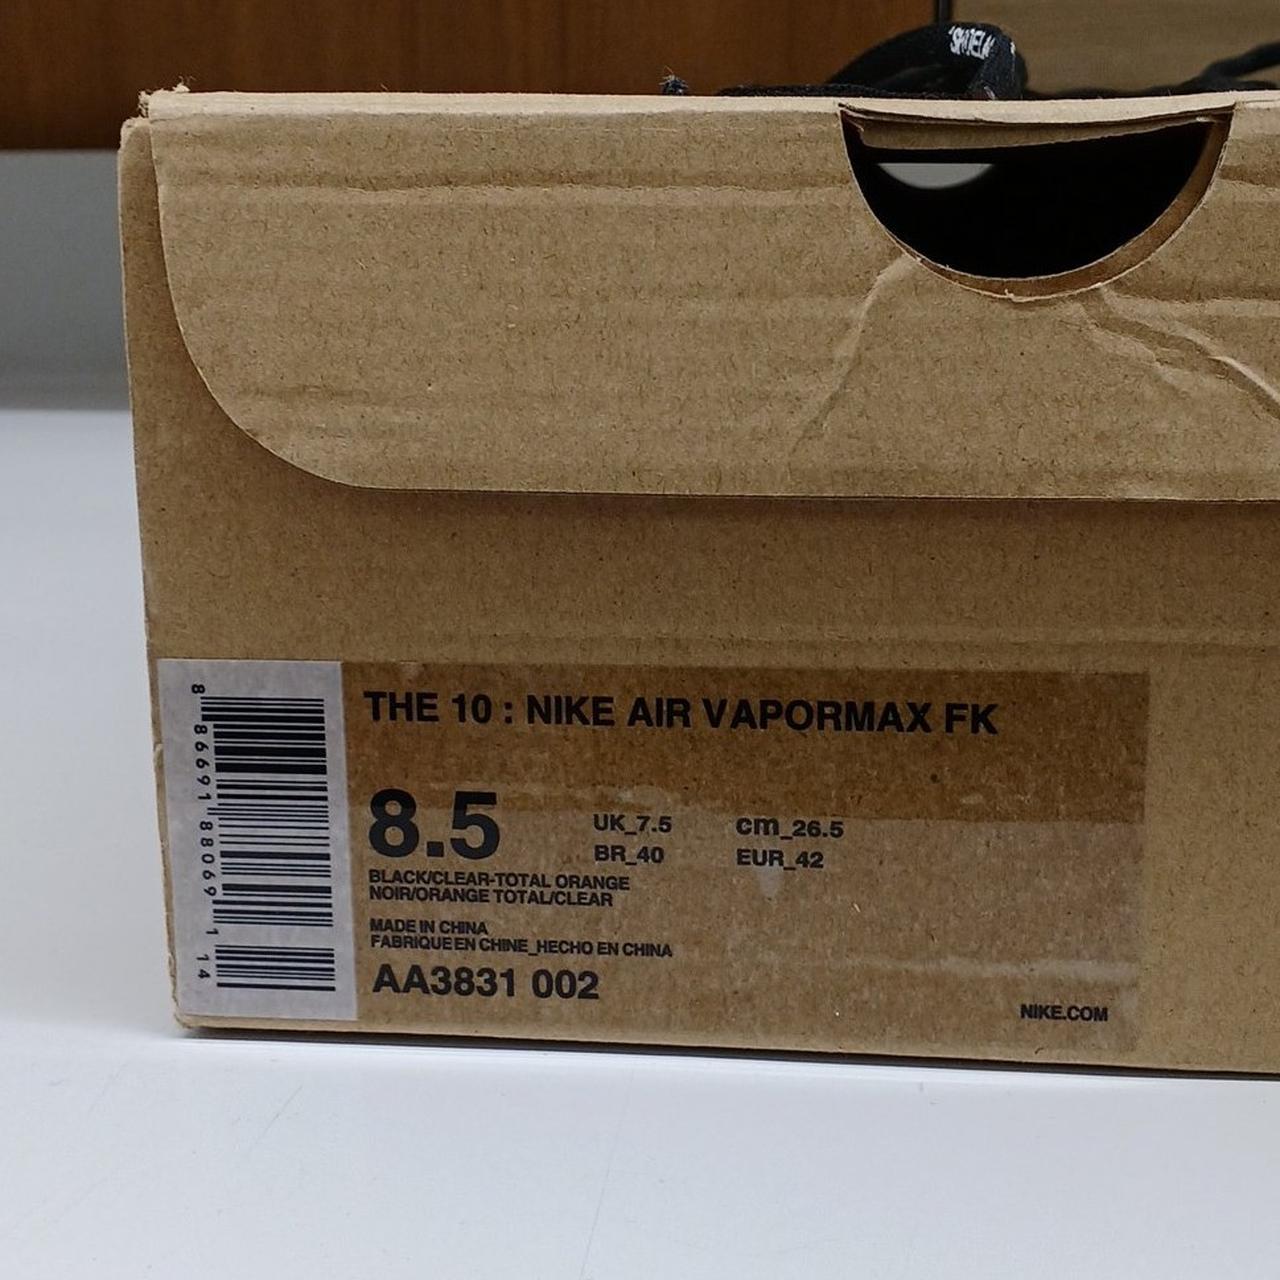 "SHOELACES"
THE 10 : NIKE AIR VAPORMAX FK
8.5
UK_7.5 cm_26.5
BR_40 EUR_42
BLACK/CLEAR-TOTAL ORANGE
NOIR/ORANGE TOTAL/CLEAR
MADE IN CHINA
FABRIQUE EN CHINE_HECHO EN CHINA
AA3831 002
NIKE.COM
8 86691 88069 1 14